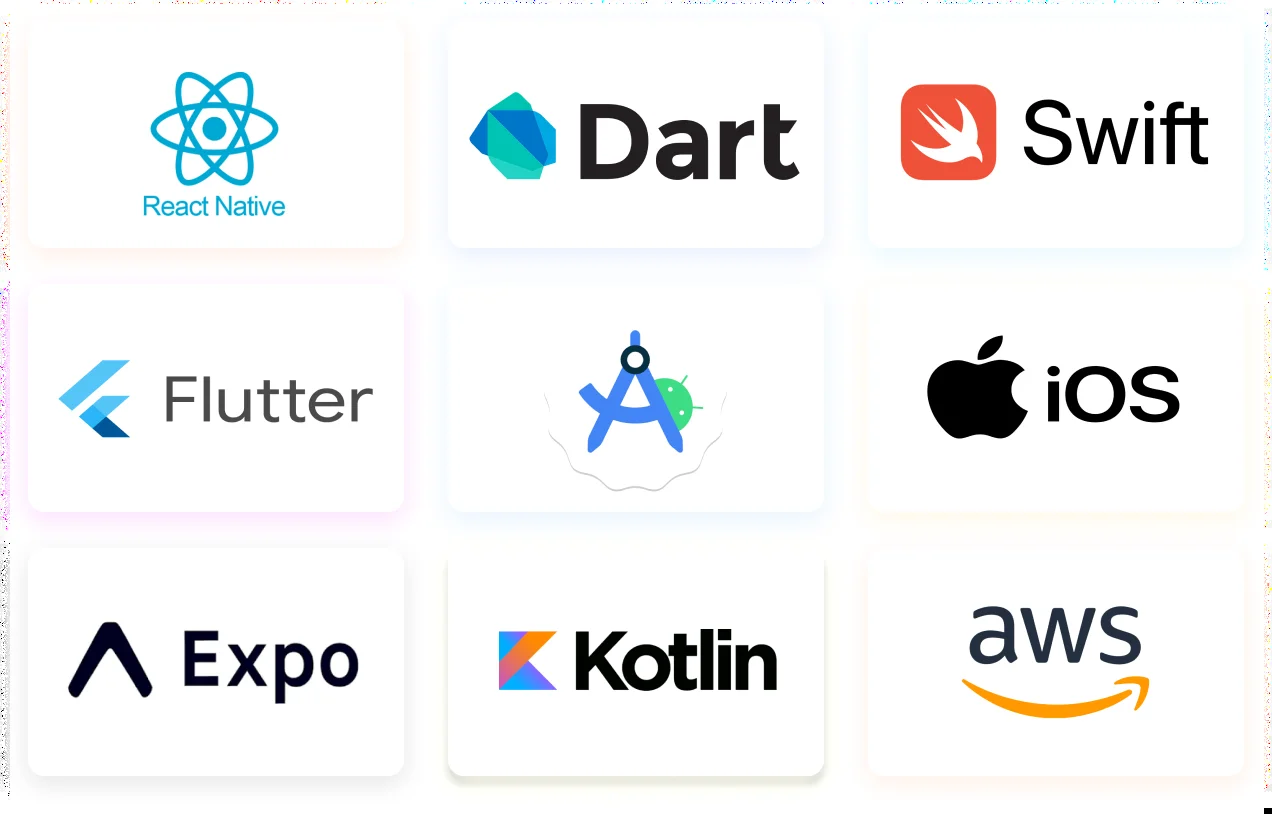 React Native
Dart
Swift
Flutter
iOS
Expo
Kotlin
aws